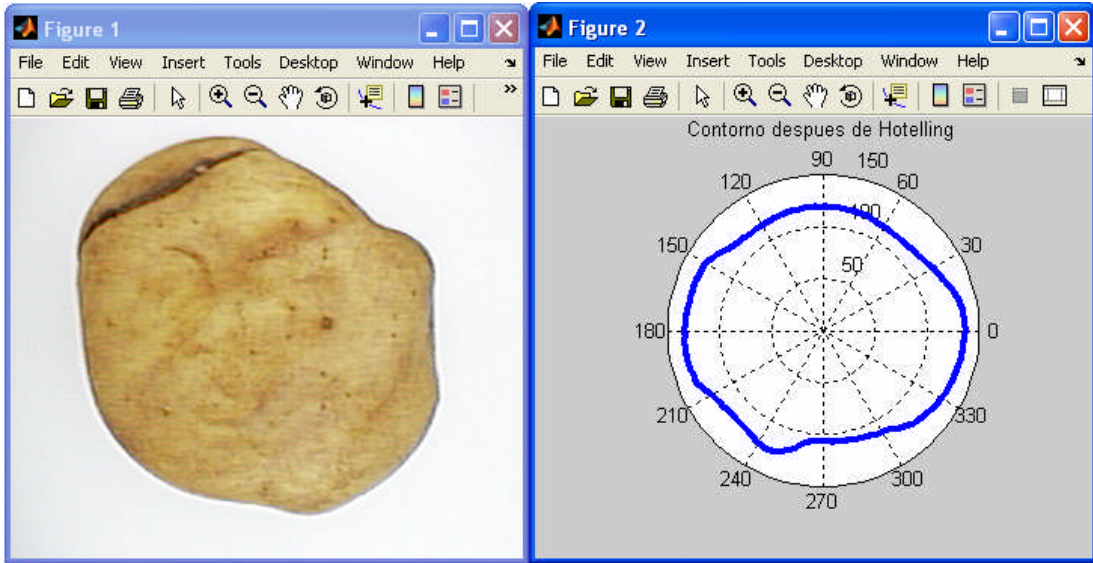 Figure 1
File Edit View Insert Tools Desktop Window Help
Figure 2
File Edit View Insert Tools Desktop Window Help
Contorno despues de Hotelling
90 150
120 60
100
150 30
50
180 0
210 330
240 300
270